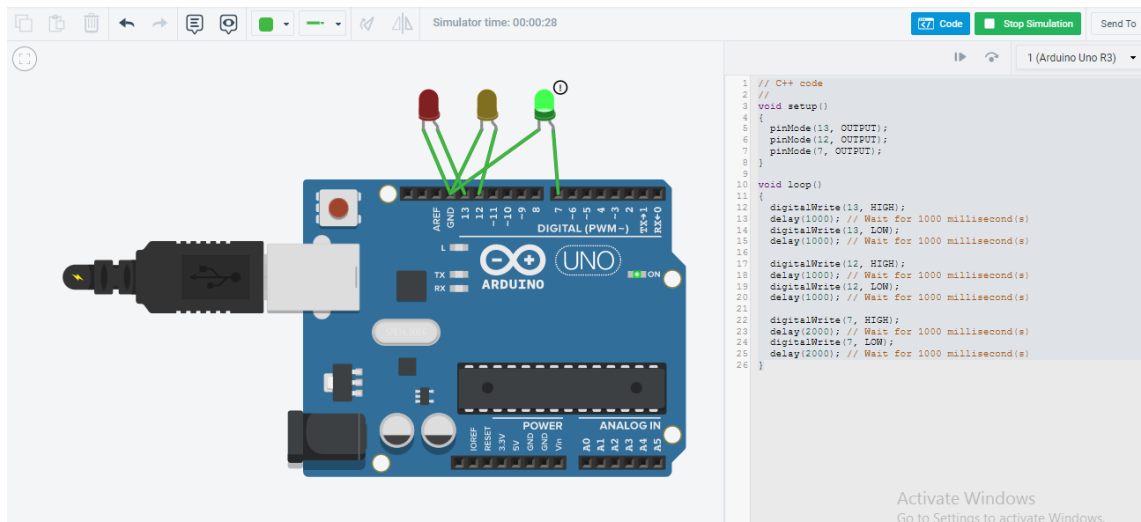 Simulator time: 00:00:28
Code
Stop Simulation
Send To
1 (Arduino Uno R3)
1 // C++ code
2 //
3 void setup()
4 {
5 pinMode(13, OUTPUT);
6 pinMode(12, OUTPUT);
7 pinMode(7, OUTPUT);
8 }
9
10 void loop()
11 {
12 digitalWrite(13, HIGH);
13 delay(1000); // Wait for 1000 millisecond(s)
14 digitalWrite(13, LOW);
15 delay(1000); // Wait for 1000 millisecond(s)
16
17 digitalWrite(12, HIGH);
18 delay(1000); // Wait for 1000 millisecond(s)
19 digitalWrite(12, LOW);
20 delay(1000); // Wait for 1000 millisecond(s)
21
22 digitalWrite(7, HIGH);
23 delay(2000); // Wait for 1000 millisecond(s)
24 digitalWrite(7, LOW);
25 delay(2000); // Wait for 1000 millisecond(s)
26 }
AREF
GND
13
12
~11
~10
~9
8
7
~6
~5
4
~3
2
TX→1
RX←0
DIGITAL (PWM~)
L
TX
RX
ARDUINO
UNO
ON
POWER
ANALOG IN
IOREF
RESET
3.3V
5V
GND
GND
Vin
A0
A1
A2
A3
A4
A5
Activate Windows
Go to Settings to activate Windows.